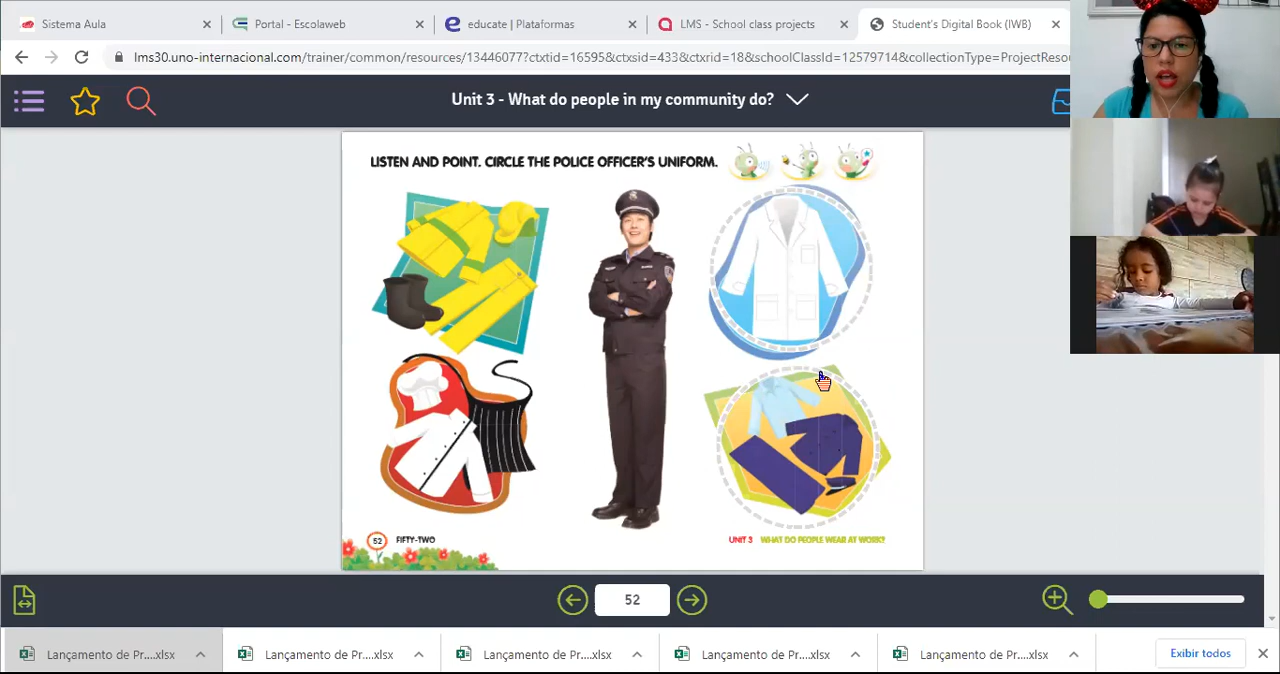 Sistema Aula
Portal - Escolaweb
educate | Plataformas
LMS - School class projects
Student's Digital Book (IWB)
lms30.uno-internacional.com/trainer/common/resourc
46077?ctxtid=16595&ctxsid=433&ctxrid=18&schoolClassId=12579714&collectionType=ProjectResou
Unit 3 - What do people in my community do?
LISTEN AND POINT. CIRCLE THE POLICE OFFICER'S UNIFORM.
52 FIFTY-TWO
UNIT 3 WHAT DO PEOPLE WEAR AT WORK?
52
Lançamento de Pr....xlsx
Lançamento de Pr....xlsx
Lançamento de Pr....xlsx
Lançamento de Pr....xlsx
Lançamento de Pr....xlsx
Exibir todos